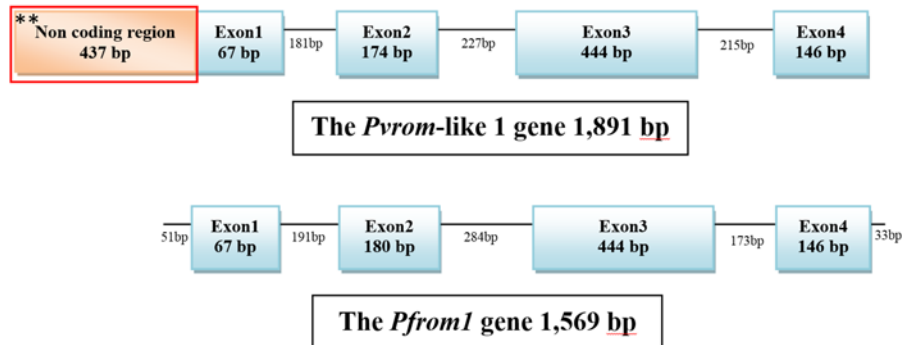 **
Non coding region
437 bp
Exon1
67 bp
181bp
Exon2
174 bp
227bp
Exon3
444 bp
215bp
Exon4
146 bp
The Pvrom-like 1 gene 1,891 bp
51bp
Exon1
67 bp
191bp
Exon2
180 bp
284bp
Exon3
444 bp
173bp
Exon4
146 bp
33bp
The Pfrom1 gene 1,569 bp